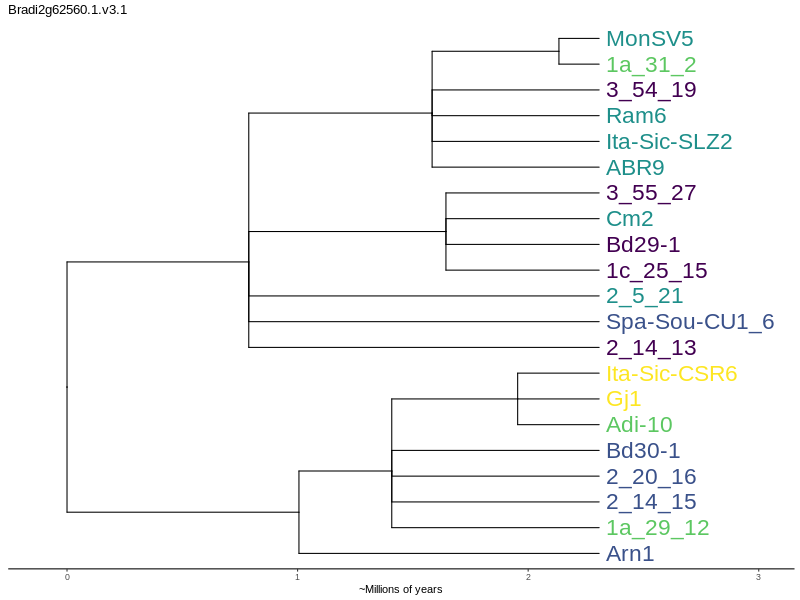 Bradi2g62560.1.v3.1
MonSV5
1a_31_2
3_54_19
Ram6
Ita-Sic-SLZ2
ABR9
3_55_27
Cm2
Bd29-1
1c_25_15
2_5_21
Spa-Sou-CU1_6
2_14_13
Ita-Sic-CSR6
Gj1
Adi-10
Bd30-1
2_20_16
2_14_15
1a_29_12
Arn1
0 1 2 3
~Millions of years